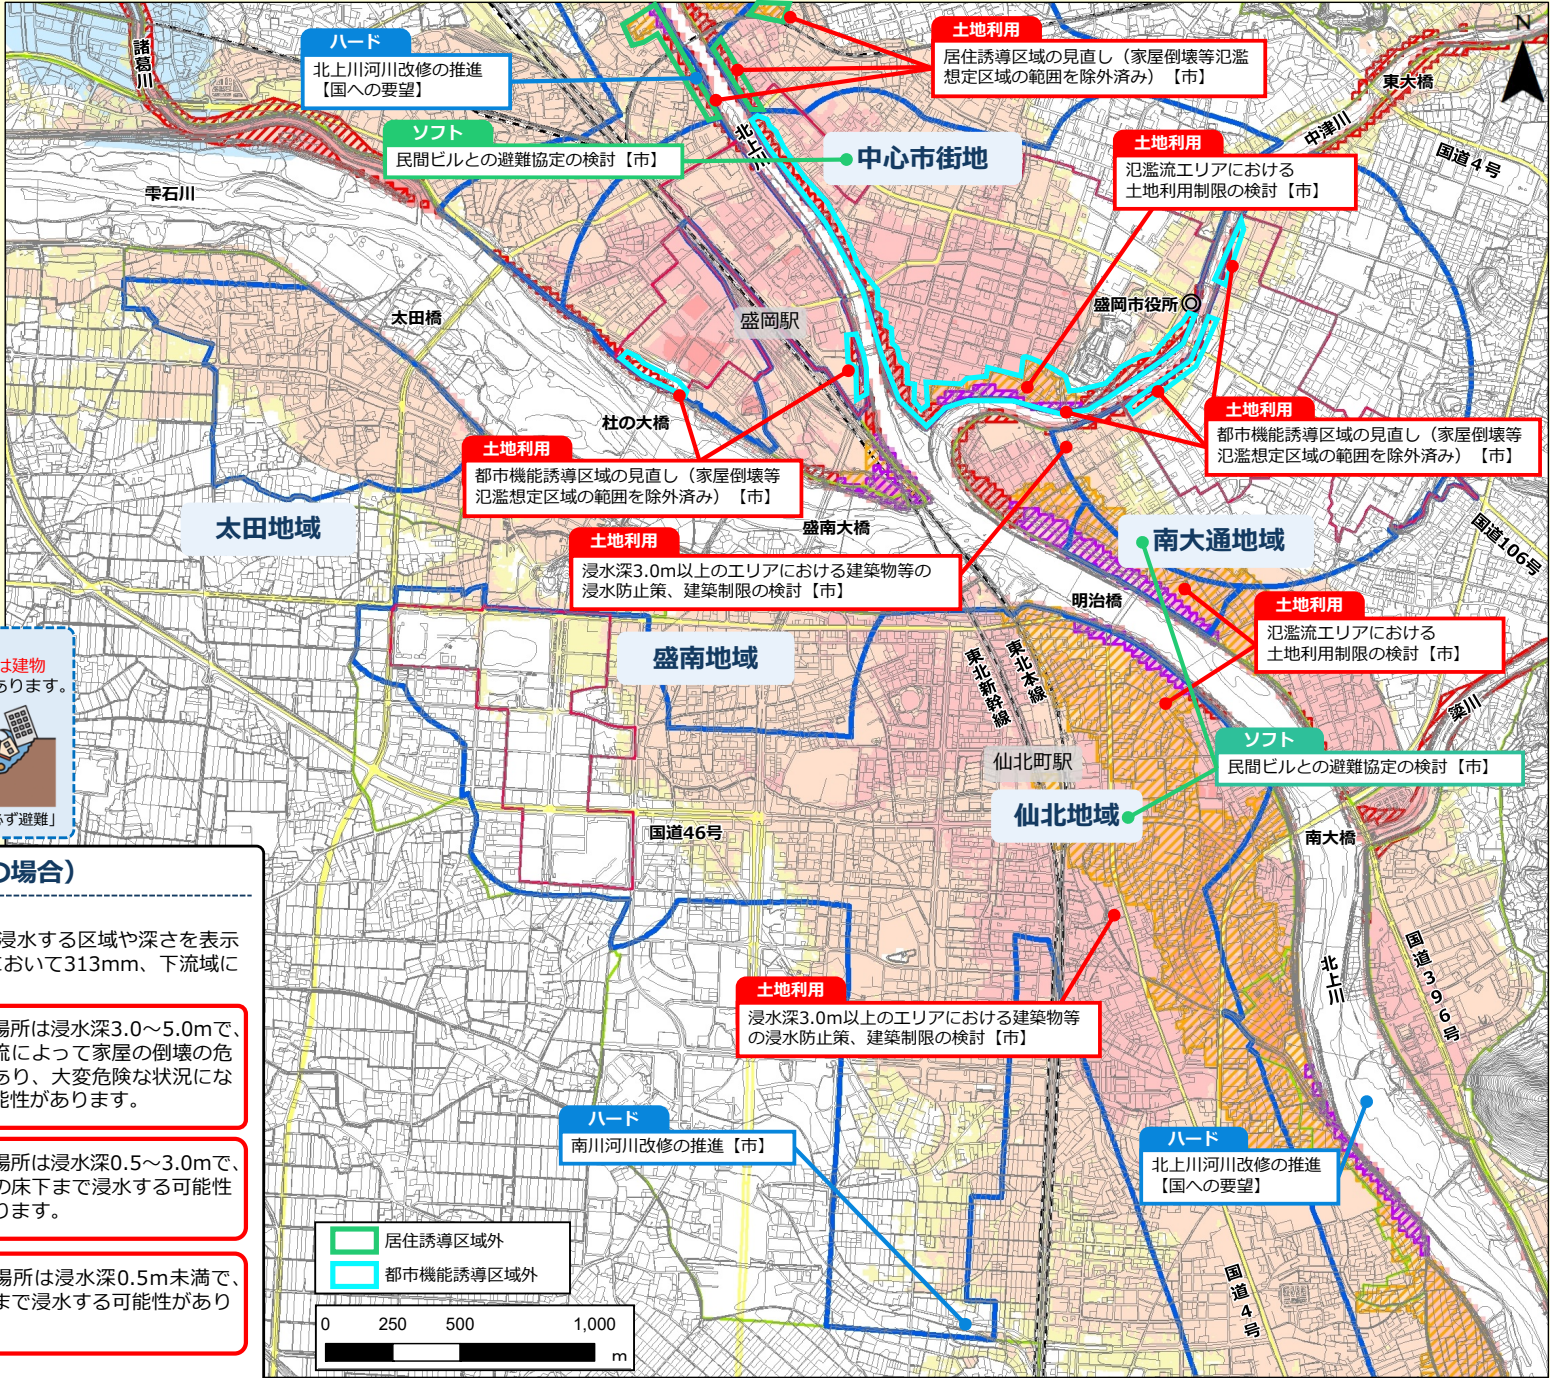 ハード
北上川河川改修の推進
【国への要望】
土地利用
居住誘導区域の見直し（家屋倒壊等氾濫
想定区域の範囲を除外済み）【市】
N
諸葛川
東大橋
中津川
国道4号
ソフト
民間ビルとの避難協定の検討【市】
北上川
中心市街地
土地利用
氾濫流エリアにおける
土地利用制限の検討【市】
雫石川
太田橋
盛岡駅
盛岡市役所
杜の大橋
土地利用
都市機能誘導区域の見直し（家屋倒壊等
氾濫想定区域の範囲を除外済み）【市】
土地利用
都市機能誘導区域の見直し（家屋倒壊等
氾濫想定区域の範囲を除外済み）【市】
太田地域
盛南大橋
南大通地域
国道106号
土地利用
浸水深3.0m以上のエリアにおける建築物等の
浸水防止策、建築制限の検討【市】
明治橋
土地利用
氾濫流エリアにおける
土地利用制限の検討【市】
盛南地域
東北新幹線
東北本線
簗川
は建物
あります。
ず避難」
仙北町駅
ソフト
民間ビルとの避難協定の検討【市】
仙北地域
南大橋
国道46号
の場合）
浸水する区域や深さを表示
において313mm、下流域に
北上川
国道396号
土地利用
浸水深3.0m以上のエリアにおける建築物等
の浸水防止策、建築制限の検討【市】
場所は浸水深3.0～5.0mで、
流によって家屋の倒壊の危
あり、大変危険な状況にな
能性があります。
ハード
南川河川改修の推進【市】
ハード
北上川河川改修の推進
【国への要望】
場所は浸水深0.5～3.0mで、
の床下まで浸水する可能性
ります。
居住誘導区域外
都市機能誘導区域外
場所は浸水深0.5m未満で、
まで浸水する可能性があり
国道4号
0 250 500 1,000
m